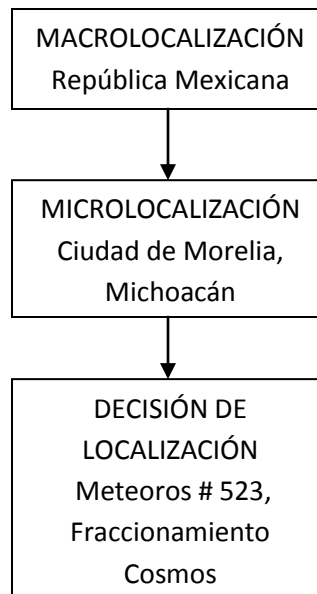 MACROLOCALIZACIÓN
República Mexicana
MICROLOCALIZACIÓN
Ciudad de Morelia,
Michoacán
DECISIÓN DE
LOCALIZACIÓN
Meteoros # 523,
Fraccionamiento
Cosmos